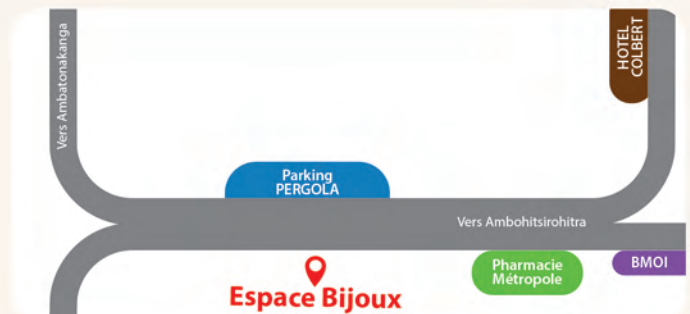 Vers Ambatonakanga
HOTEL
COLBERT
Parking
PERGOLA
Vers Ambohitsirohitra
Pharmacie
Métropole
BMOI
Espace Bijoux